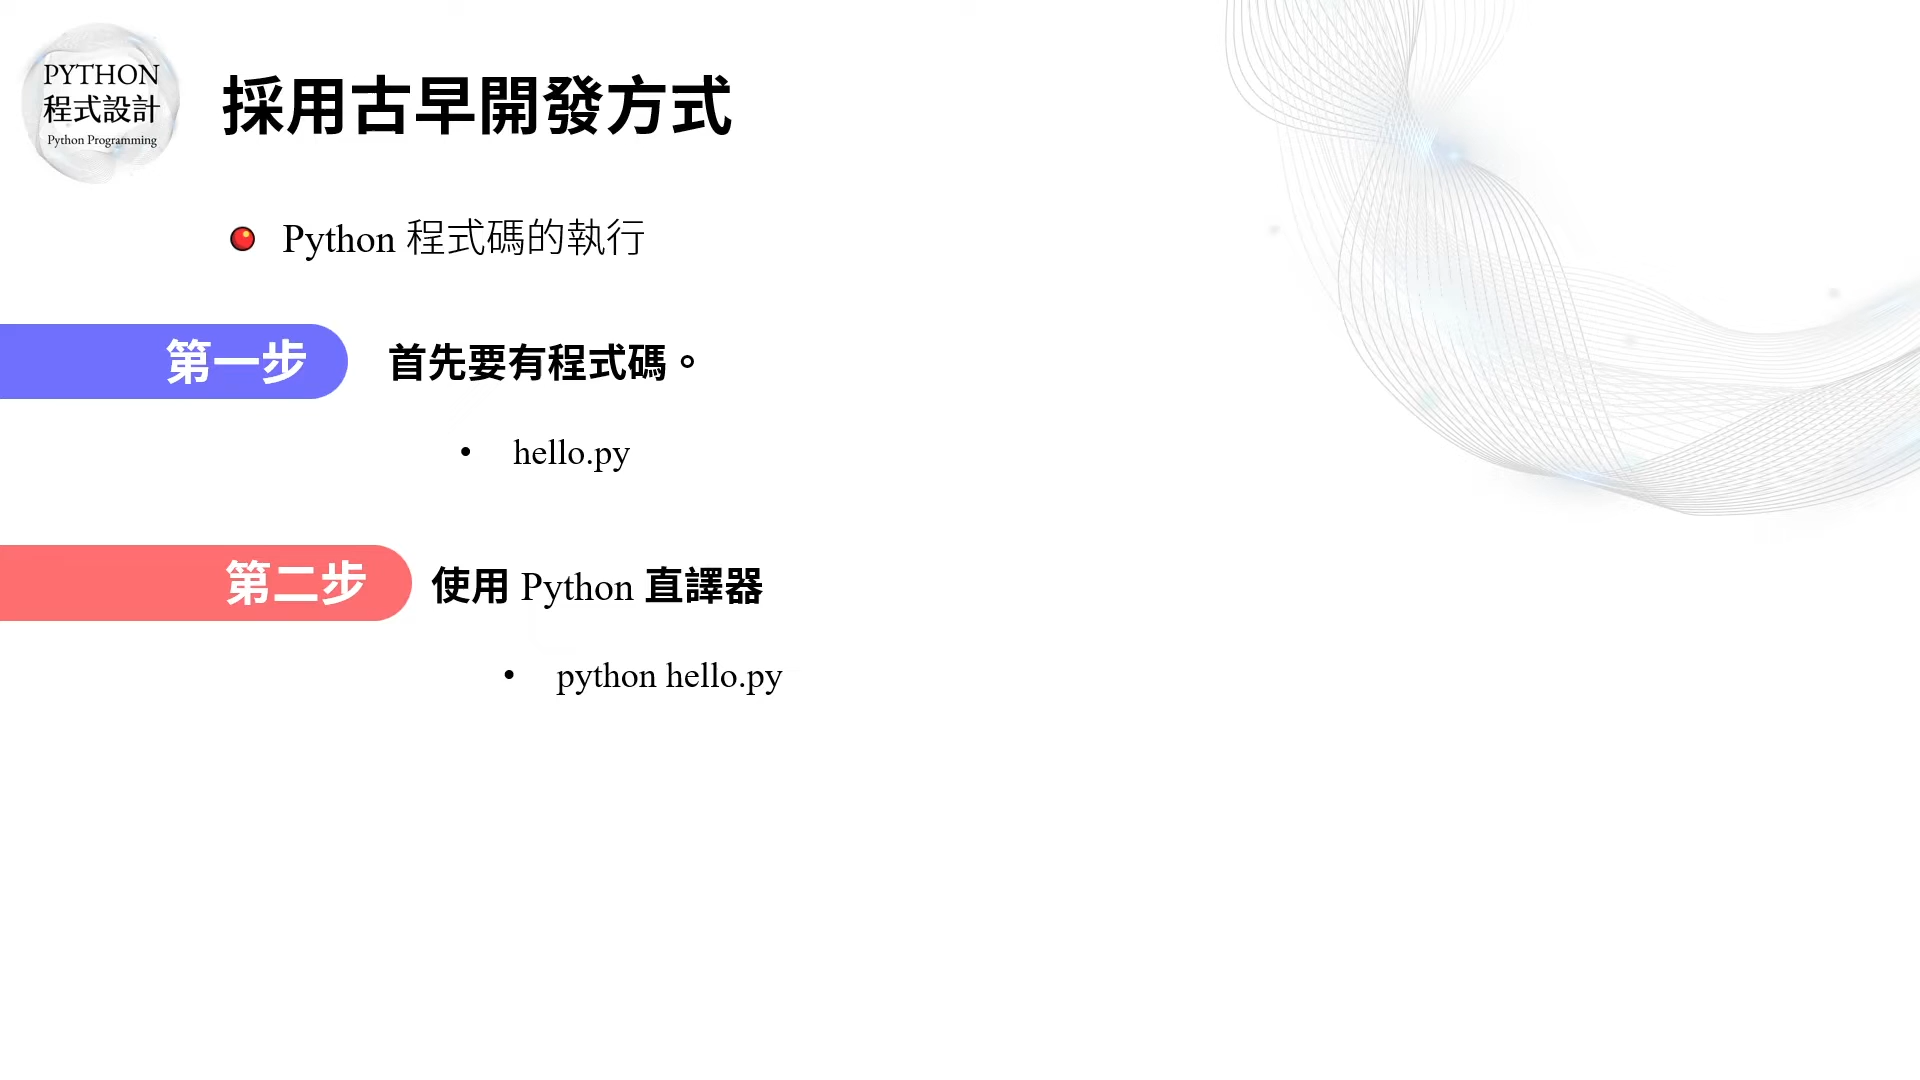 PYTHON
程式設計
Python Programming
採用古早開發方式
Python 程式碼的執行
第一步
首先要有程式碼。
• hello.py
第二步
使用 Python 直譯器
• python hello.py